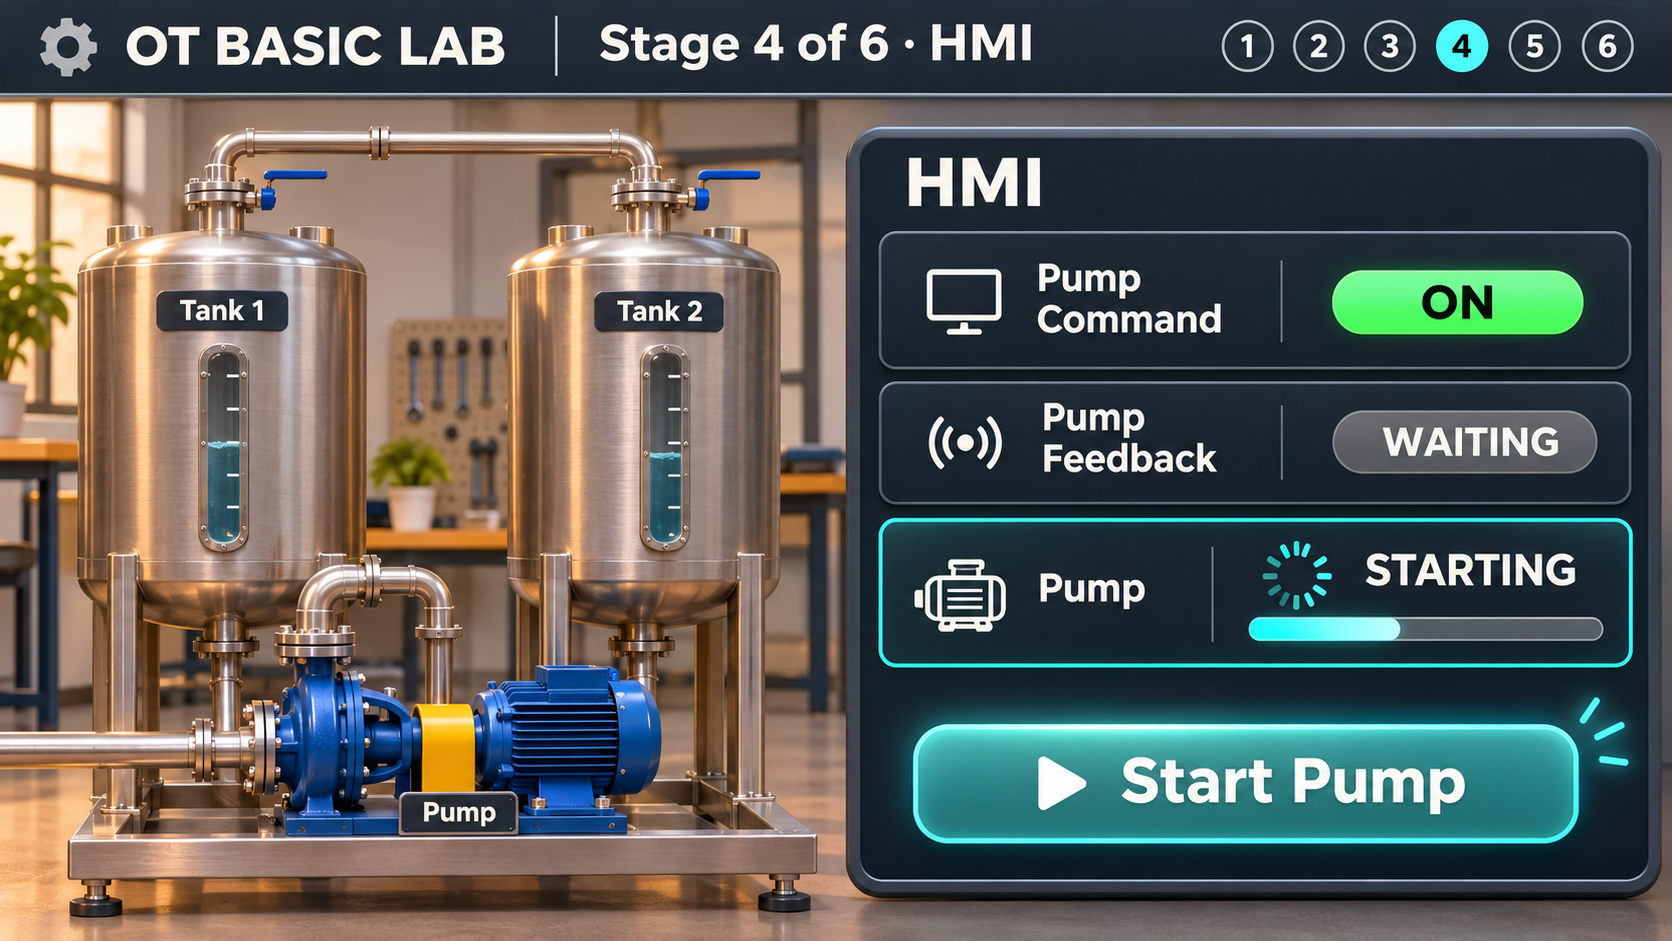 OT BASIC LAB
Stage 4 of 6 · HMI
1 2 3 4 5 6
HMI
Tank 1
Tank 2
Pump
Pump
Command
ON
Pump
Feedback
WAITING
Pump
STARTING
Start Pump